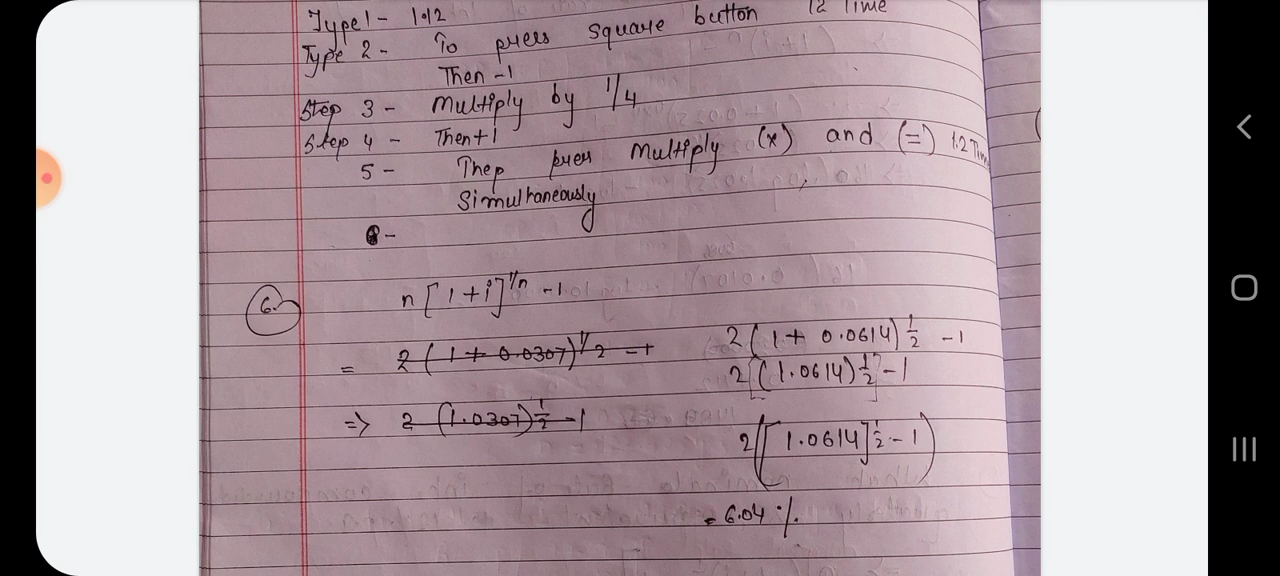 Type 1 - 1.12
Type 2 - To press square button 12 Time
Then -1
Step 3 - Multiply by 1/4
Step 4 - Then +1
5 - Then press Multiply (x) and (=) 12 Tim
Simultaneously
6 -
6. n [1+i]^1/n -1
= 2 (1 + 0.0307)^1/2 -1 2 (1 + 0.0614)^1/2 -1
2 [(1.0614)^1/2] -1
=> 2 (1.0307)^1/2 -1
2 ([1.0614]^1/2 - 1)
= 6.04 %.